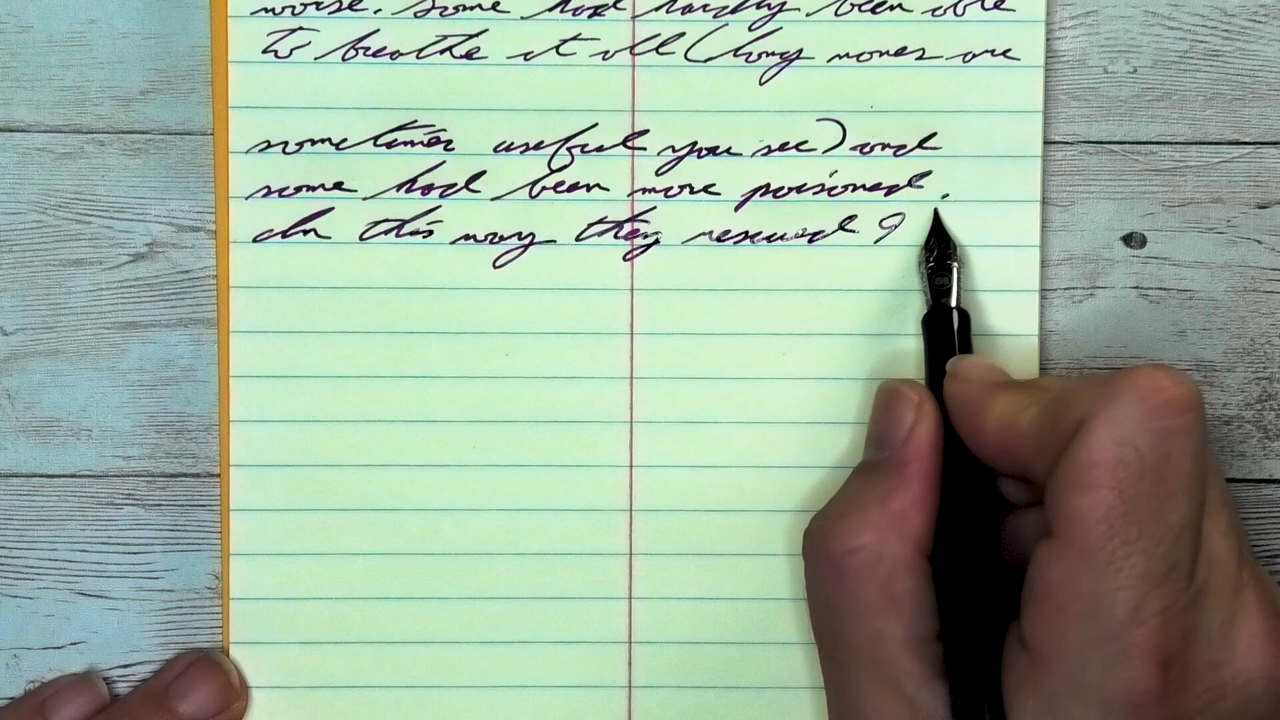 worse. Some had hardly been able
to breathe it all (long noses are
sometimes useful you see) and
some had been more poisoned.
In this way they rescued 9